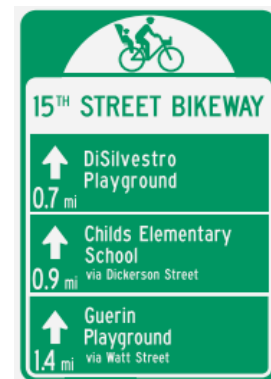 15TH STREET BIKEWAY
DiSilvestro
Playground
0.7 mi
Childs Elementary
School
0.9 mi via Dickerson Street
Guerin
Playground
1.4 mi via Watt Street